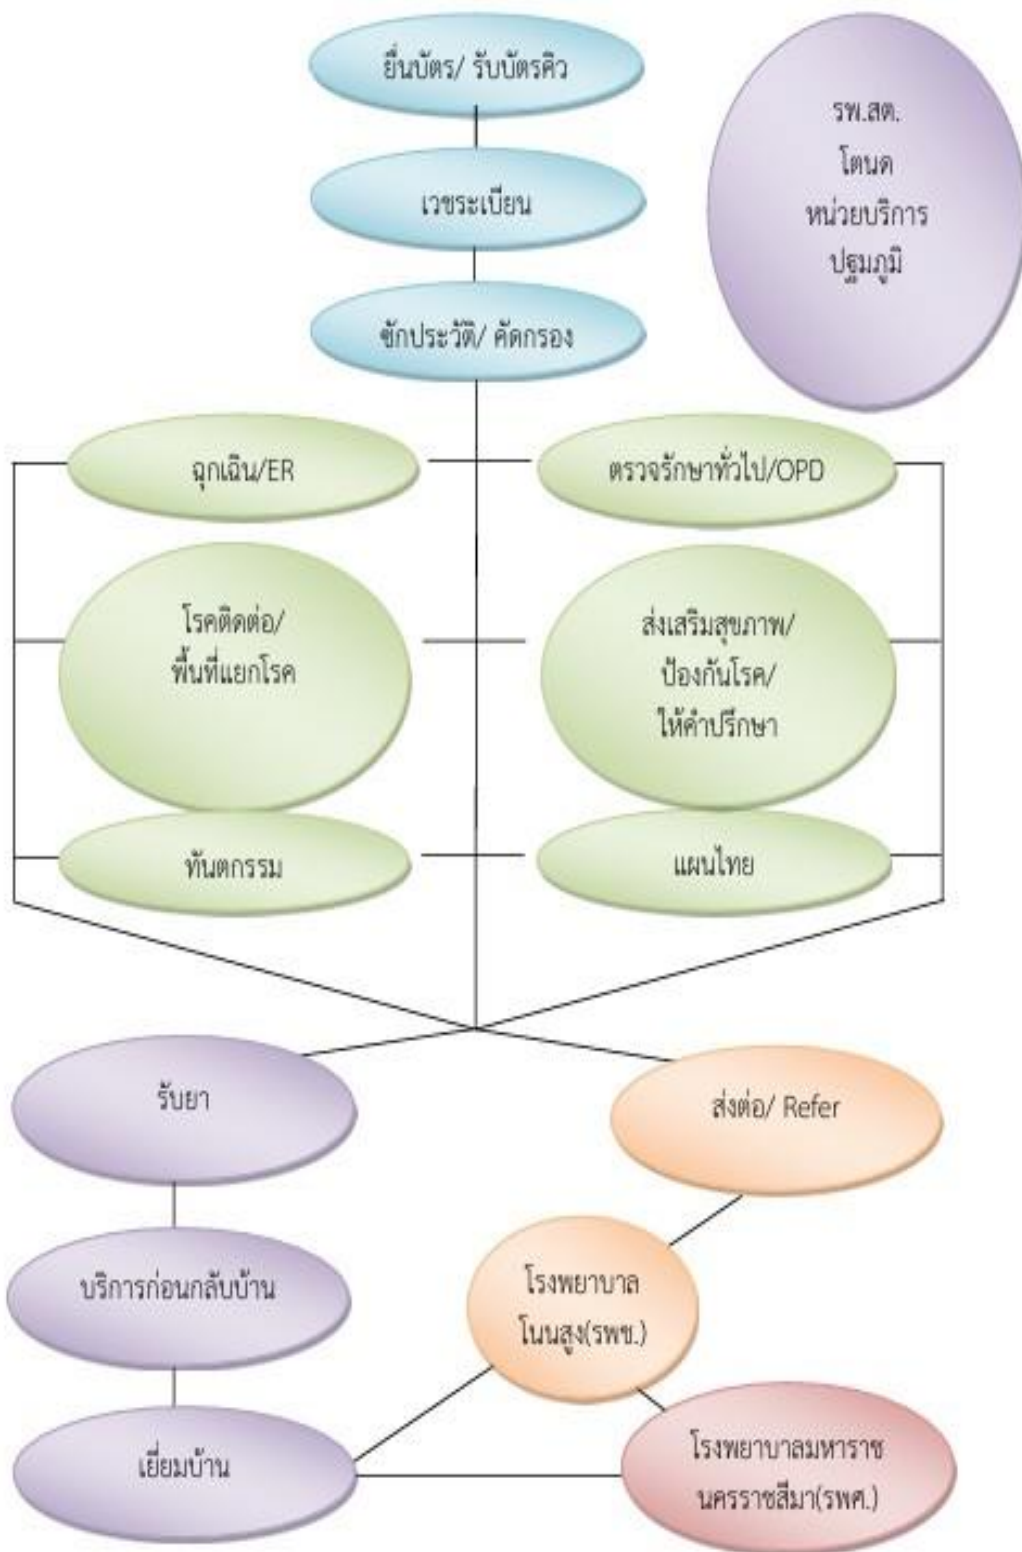 ยื่นบัตร/ รับบัตรคิว
รพ.สต.
โตนด
หน่วยบริการ
ปฐมภูมิ
เวชระเบียน
ซักประวัติ/ คัดกรอง
ฉุกเฉิน/ER
ตรวจรักษาทั่วไป/OPD
โรคติดต่อ/
พื้นที่แยกโรค
ส่งเสริมสุขภาพ/
ป้องกันโรค/
ให้คำปรึกษา
ทันตกรรม
แผนไทย
รับยา
ส่งต่อ/ Refer
บริการก่อนกลับบ้าน
โรงพยาบาล
โนนสูง(รพช.)
เยี่ยมบ้าน
โรงพยาบาลมหาราช
นครราชสีมา(รพศ.)